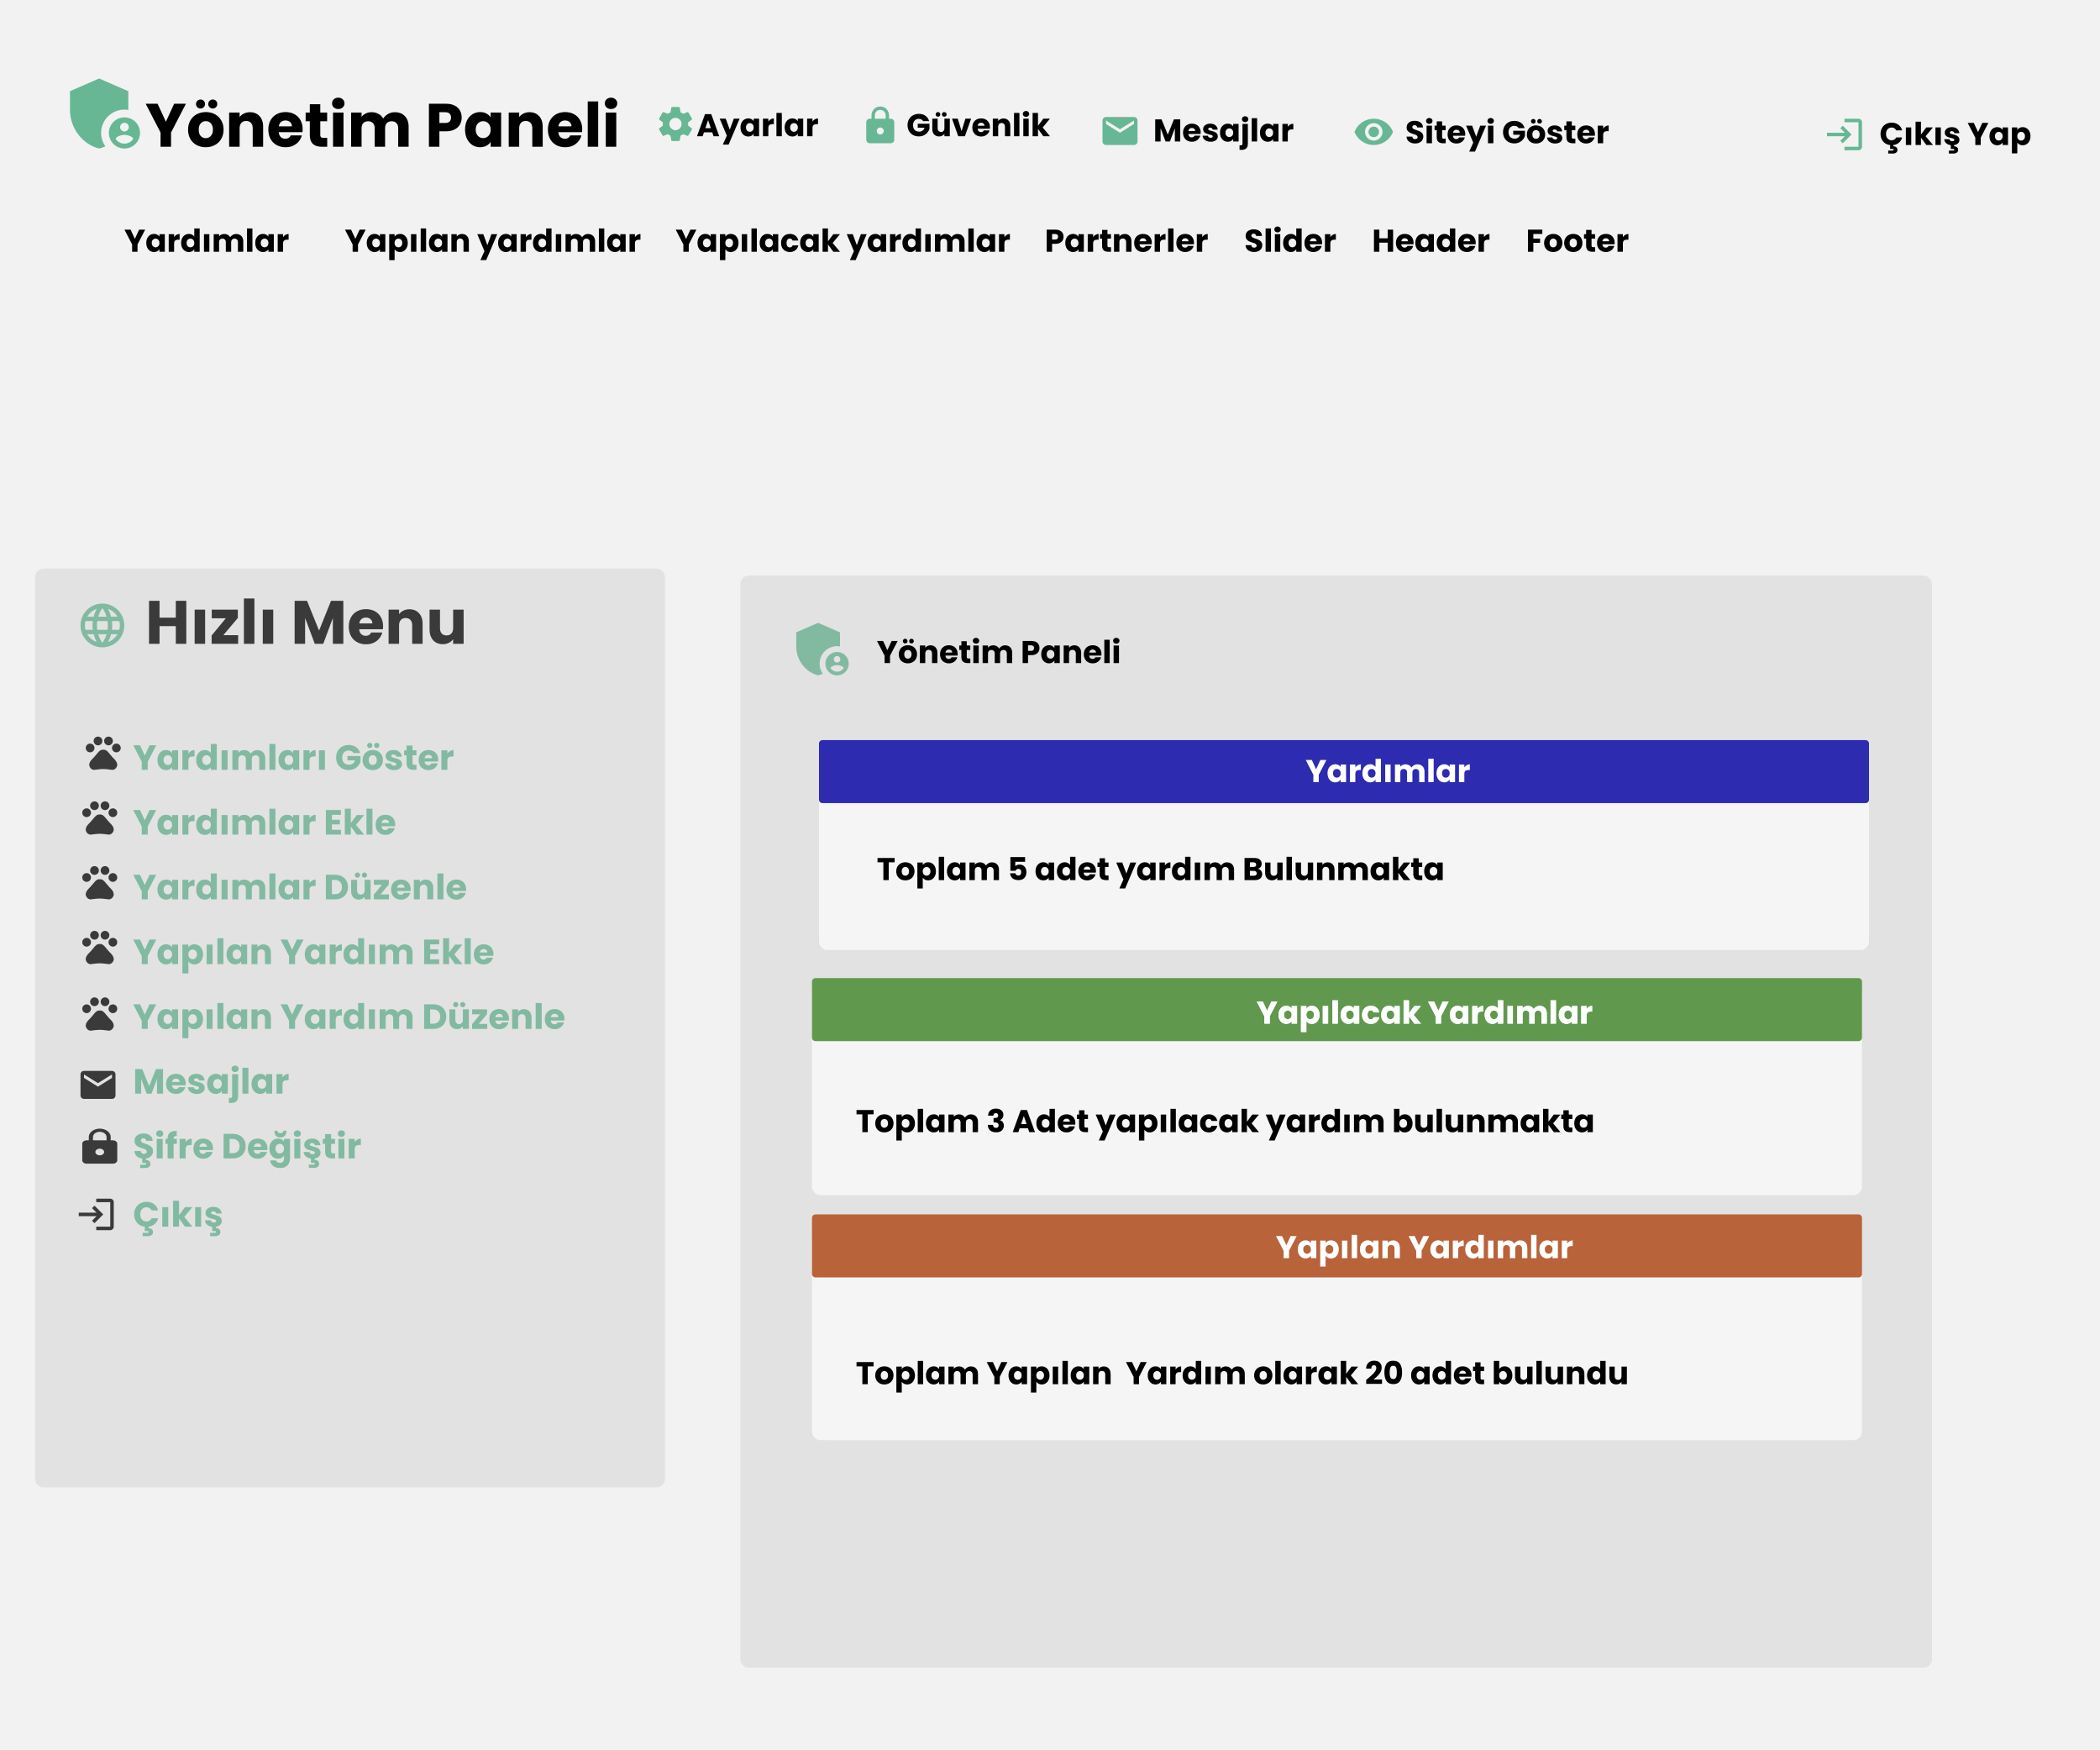 Yönetim Paneli
Ayarlar
Güvenlik
Mesajlar
Siteyi Göster
Çıkış Yap
Yardımlar
Yapılan yardımlar
Yapılacak yardımlar
Partnerler
Slider
Header
Footer
Hızlı Menu
Yardımları Göster
Yardımlar Ekle
Yardımlar Düzenle
Yapılan Yardım Ekle
Yapılan Yardım Düzenle
Mesajlar
Şifre Değiştir
Çıkış
Yönetim Paneli
Yardımlar
Toplam 5 adet yardım Bulunmakta
Yapılacak Yardımlar
Toplam 3 Adet yapılacak yardım bulunmakta
Yapılan Yardımlar
Toplam Yapılan Yardım olarak 20 adet bulundu